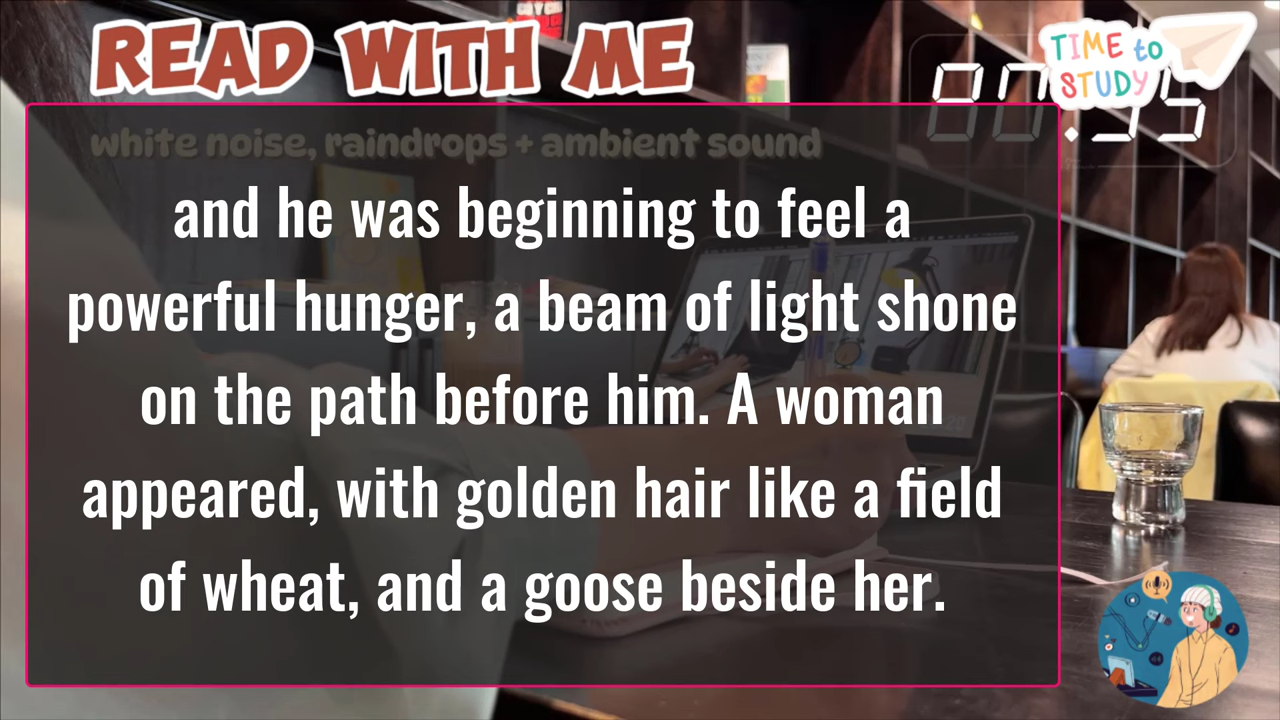 READ WITH ME
TIME to
STUDY
white noise, raindrops + ambient sound
and he was beginning to feel a
powerful hunger, a beam of light shone
on the path before him. A woman
appeared, with golden hair like a field
of wheat, and a goose beside her.